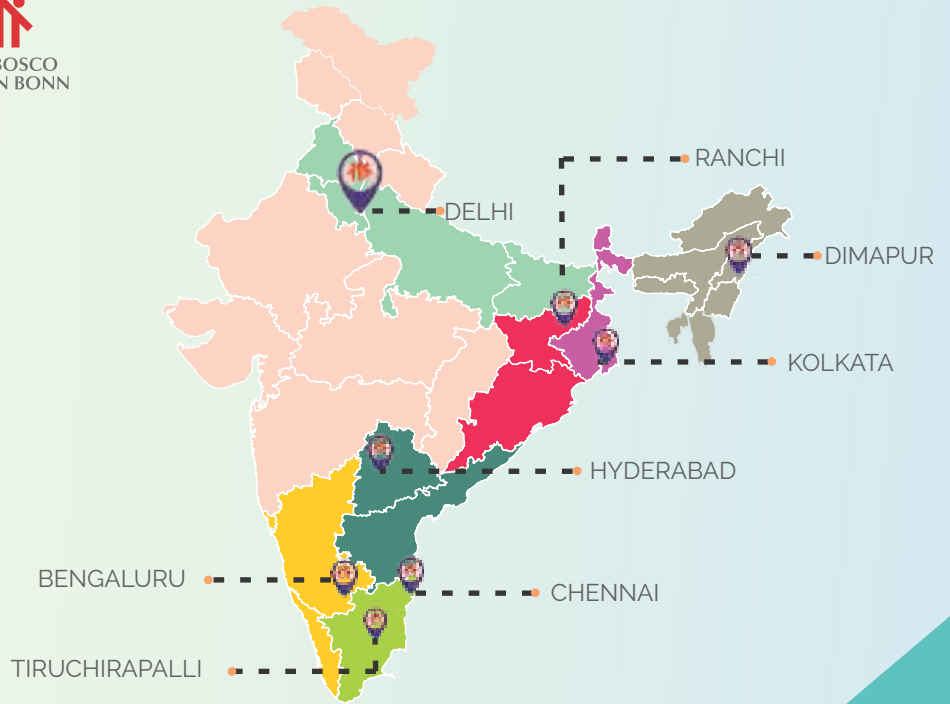 BOSCO
N BONN
RANCHI
DELHI
DIMAPUR
KOLKATA
HYDERABAD
BENGALURU
CHENNAI
TIRUCHIRAPALLI